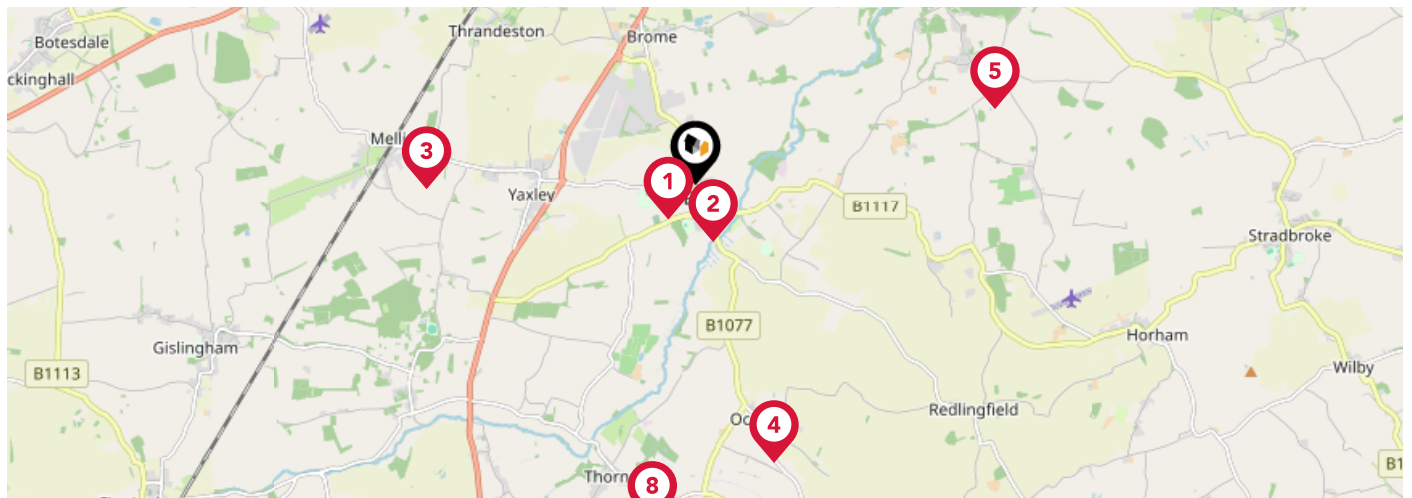 Thrandeston
Brome
Botesdale
ckinghall
5
Melli
3
Yaxley
1
2
B1117
Stradbroke
B1077
Horham
Gislingham
B1113
Wilby
Redlingfield
Oc
4
B1
Thorn
8